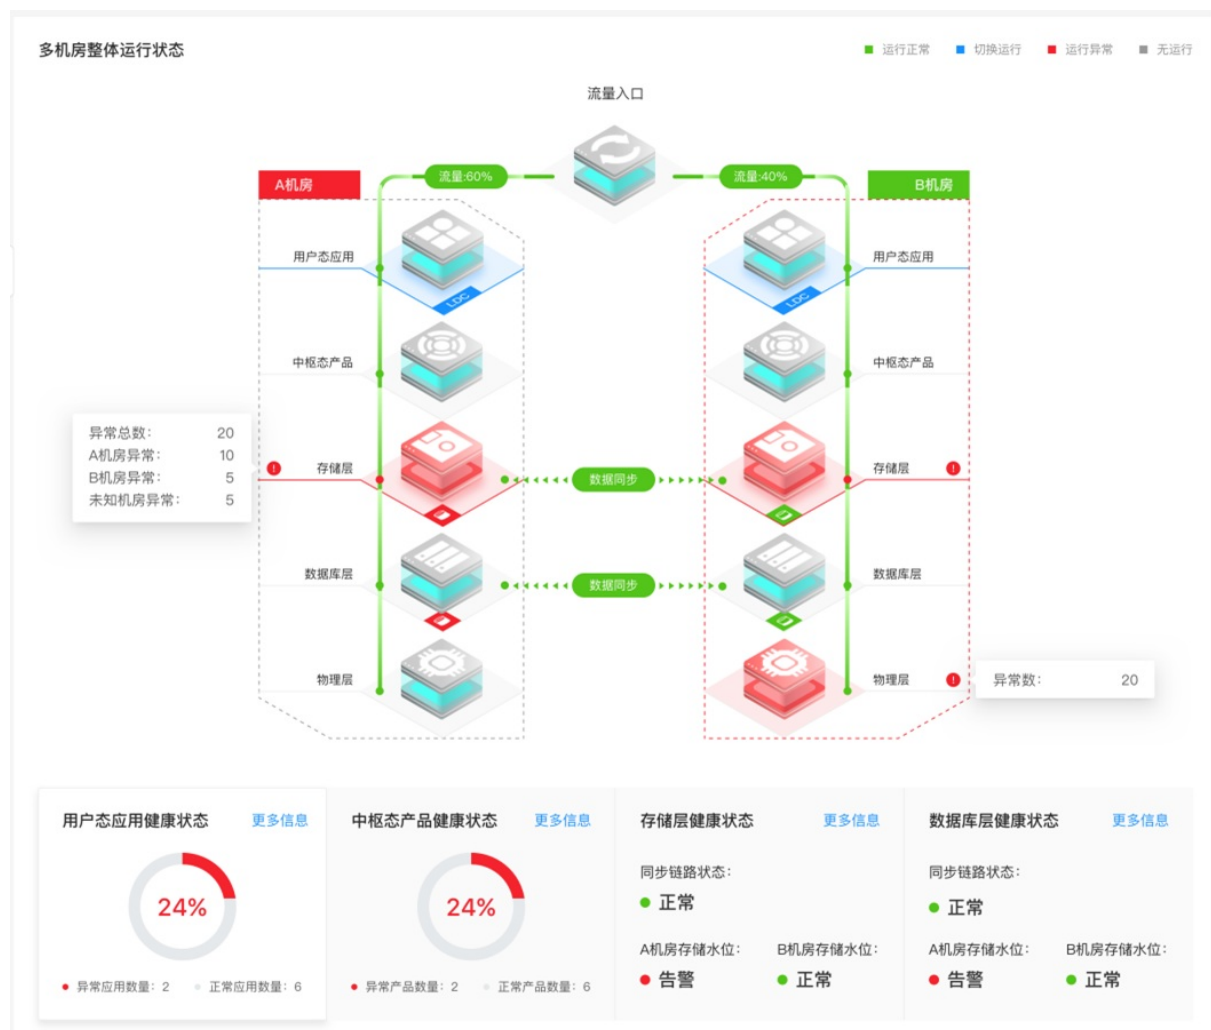 多机房整体运行状态
运行正常 切换运行 运行异常 无运行
流量入口
流量:60% 流量:40%
A机房 B机房
用户态应用 用户态应用
LDC LDC
中枢态产品 中枢态产品
异常总数: 20
A机房异常: 10
B机房异常: 5
未知机房异常: 5
! 存储层 数据同步 存储层 !
数据库层 数据同步 数据库层
物理层 物理层 ! 异常数: 20
用户态应用健康状态 更多信息
24%
异常应用数量: 2 正常应用数量: 6
中枢态产品健康状态 更多信息
24%
异常产品数量: 2 正常产品数量: 6
存储层健康状态 更多信息
同步链路状态:
正常
A机房存储水位: B机房存储水位:
告警 正常
数据库层健康状态 更多信息
同步链路状态:
正常
A机房存储水位: B机房存储水位:
告警 正常